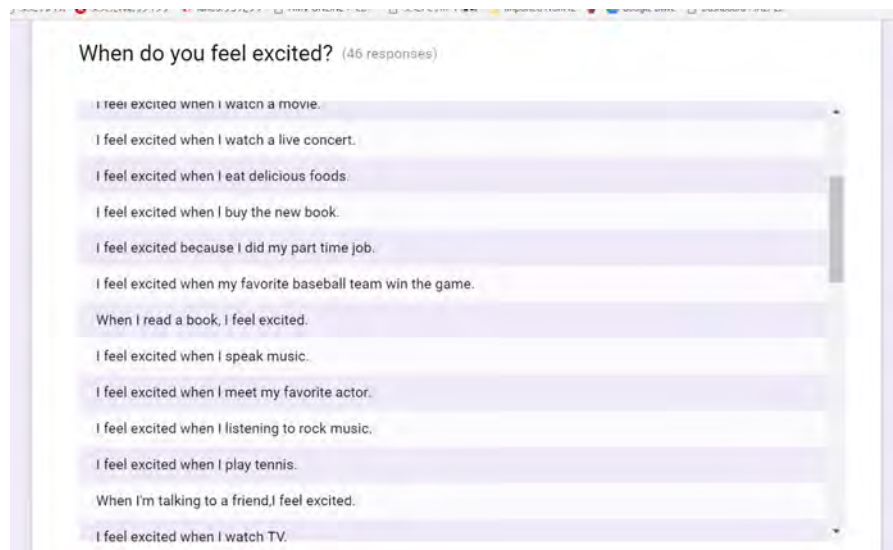 When do you feel excited? (46 responses)
I feel excited when I watch a movie.
I feel excited when I watch a live concert.
I feel excited when I eat delicious foods.
I feel excited when I buy the new book.
I feel excited because I did my part time job.
I feel excited when my favorite baseball team win the game.
When I read a book, I feel excited.
I feel excited when I speak music.
I feel excited when I meet my favorite actor.
I feel excited when I listening to rock music.
I feel excited when I play tennis.
When I'm talking to a friend,I feel excited.
I feel excited when I watch TV.